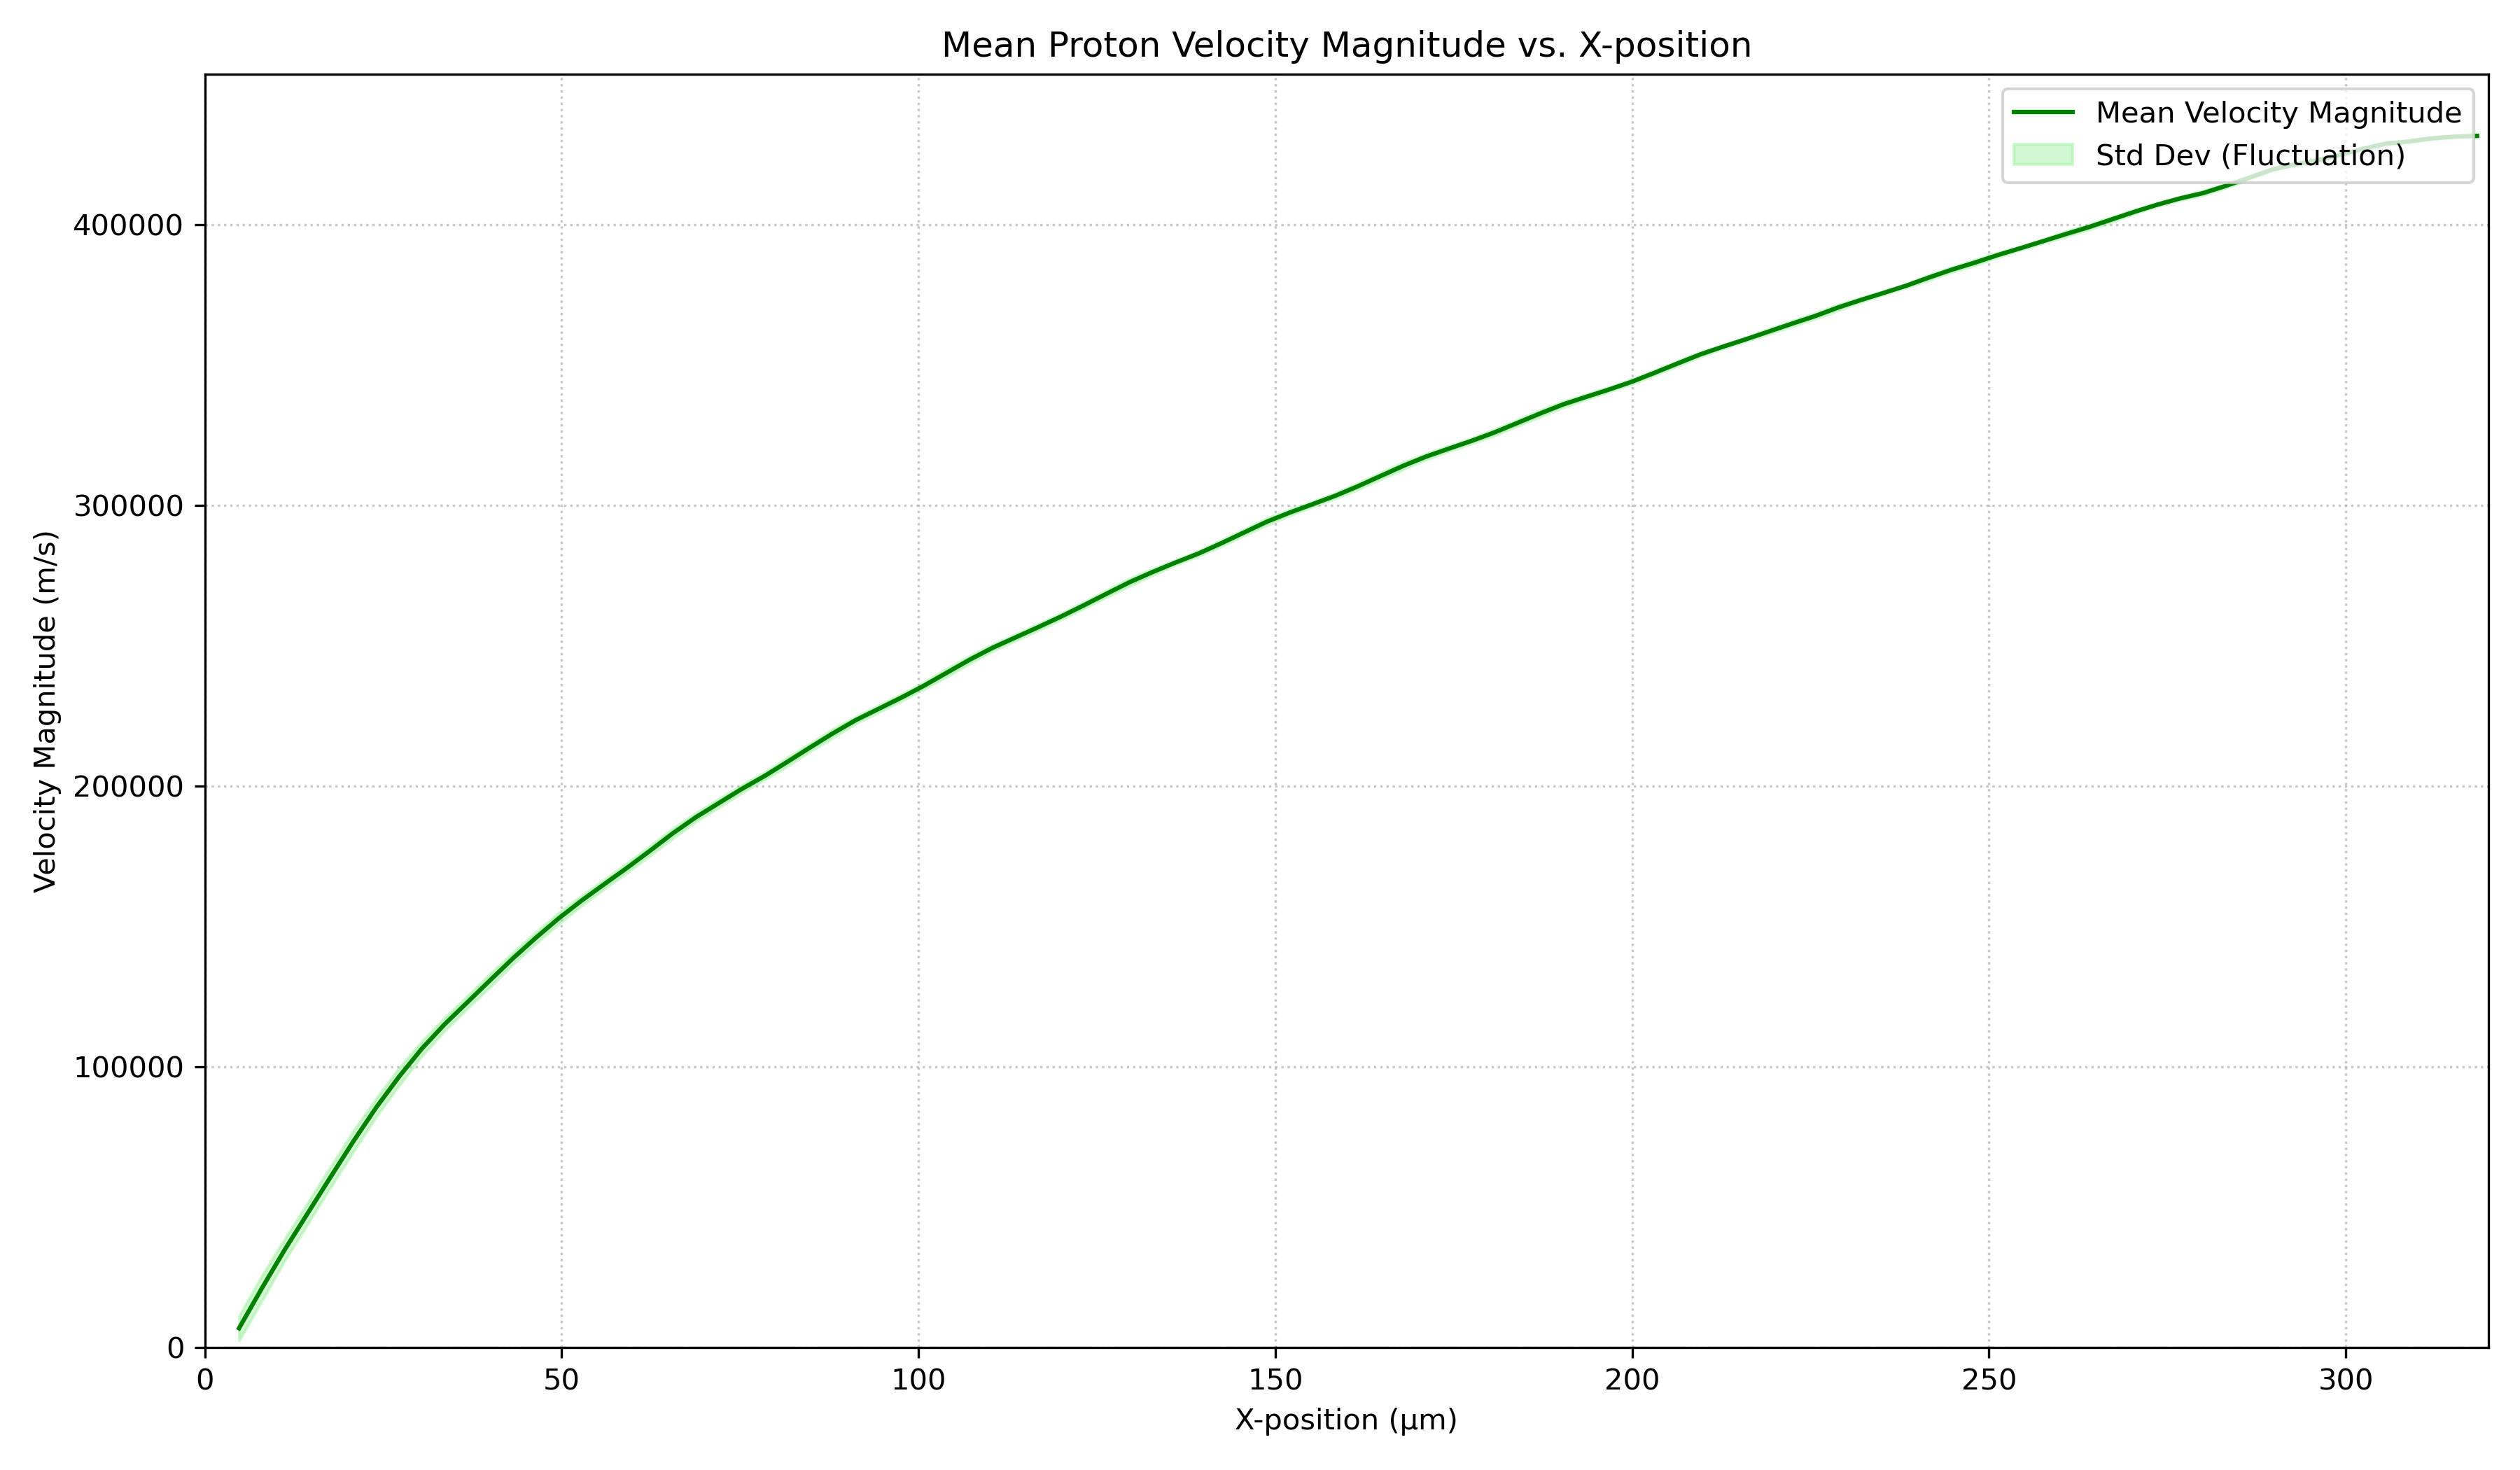 Mean Proton Velocity Magnitude vs. X-position
Mean Velocity Magnitude
Std Dev (Fluctuation)
Velocity Magnitude (m/s)
400000
300000
200000
100000
0
0 50 100 150 200 250 300
X-position (µm)